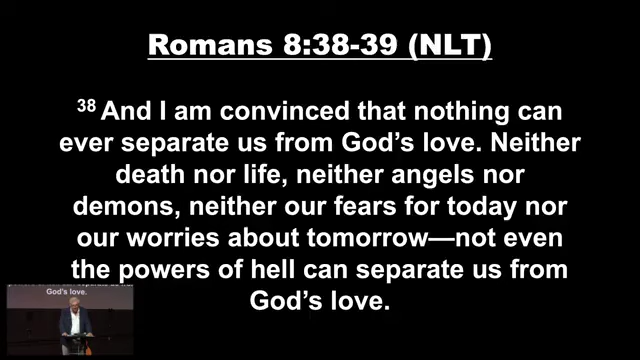 Romans 8:38-39 (NLT)
38 And I am convinced that nothing can
ever separate us from God’s love. Neither
death nor life, neither angels nor
demons, neither our fears for today nor
our worries about tomorrow—not even
the powers of hell can separate us from
God’s love.
God's love.